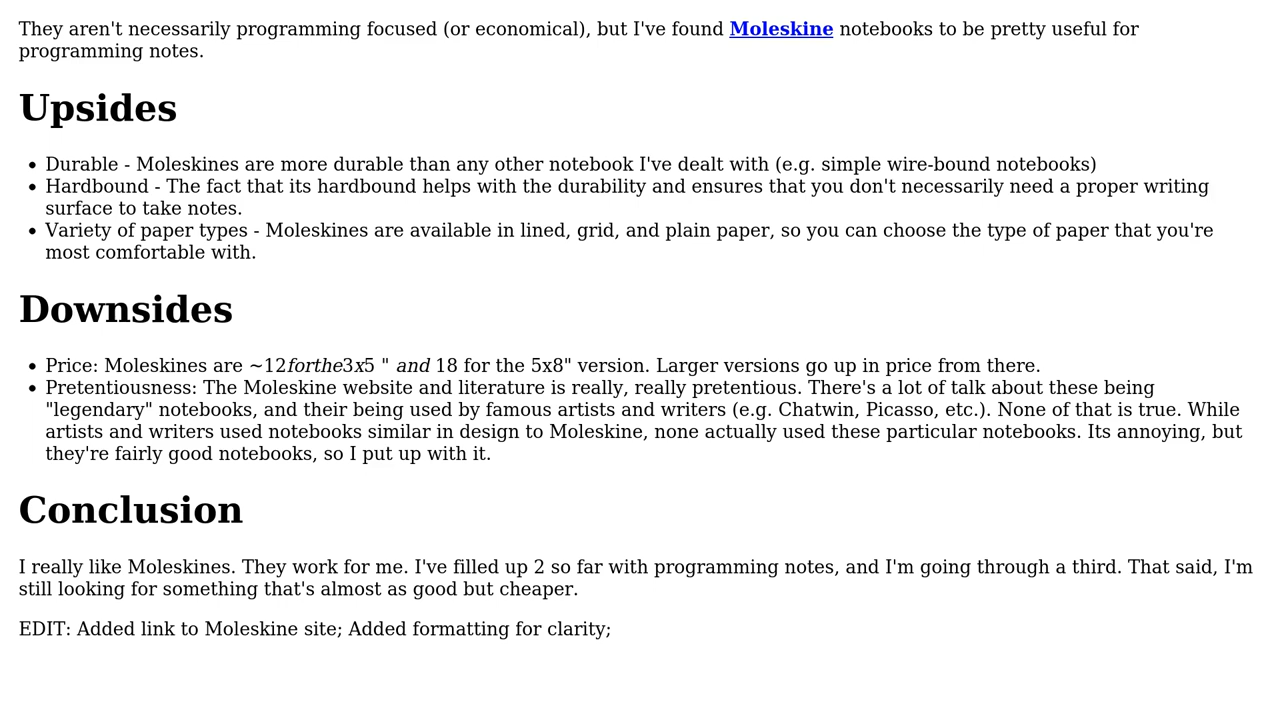 They aren't necessarily programming focused (or economical), but I've found Moleskine notebooks to be pretty useful for
programming notes.
Upsides
• Durable - Moleskines are more durable than any other notebook I've dealt with (e.g. simple wire-bound notebooks)
• Hardbound - The fact that its hardbound helps with the durability and ensures that you don't necessarily need a proper writing
surface to take notes.
• Variety of paper types - Moleskines are available in lined, grid, and plain paper, so you can choose the type of paper that you're
most comfortable with.
Downsides
• Price: Moleskines are ~12forthe3x5 " and 18 for the 5x8" version. Larger versions go up in price from there.
• Pretentiousness: The Moleskine website and literature is really, really pretentious. There's a lot of talk about these being
"legendary" notebooks, and their being used by famous artists and writers (e.g. Chatwin, Picasso, etc.). None of that is true. While
artists and writers used notebooks similar in design to Moleskine, none actually used these particular notebooks. Its annoying, but
they're fairly good notebooks, so I put up with it.
Conclusion
I really like Moleskines. They work for me. I've filled up 2 so far with programming notes, and I'm going through a third. That said, I'm
still looking for something that's almost as good but cheaper.
EDIT: Added link to Moleskine site; Added formatting for clarity;